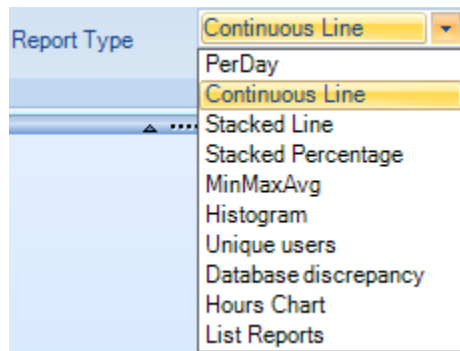 Report Type
Continuous Line
PerDay
Continuous Line
Stacked Line
Stacked Percentage
MinMaxAvg
Histogram
Unique users
Database discrepancy
Hours Chart
List Reports